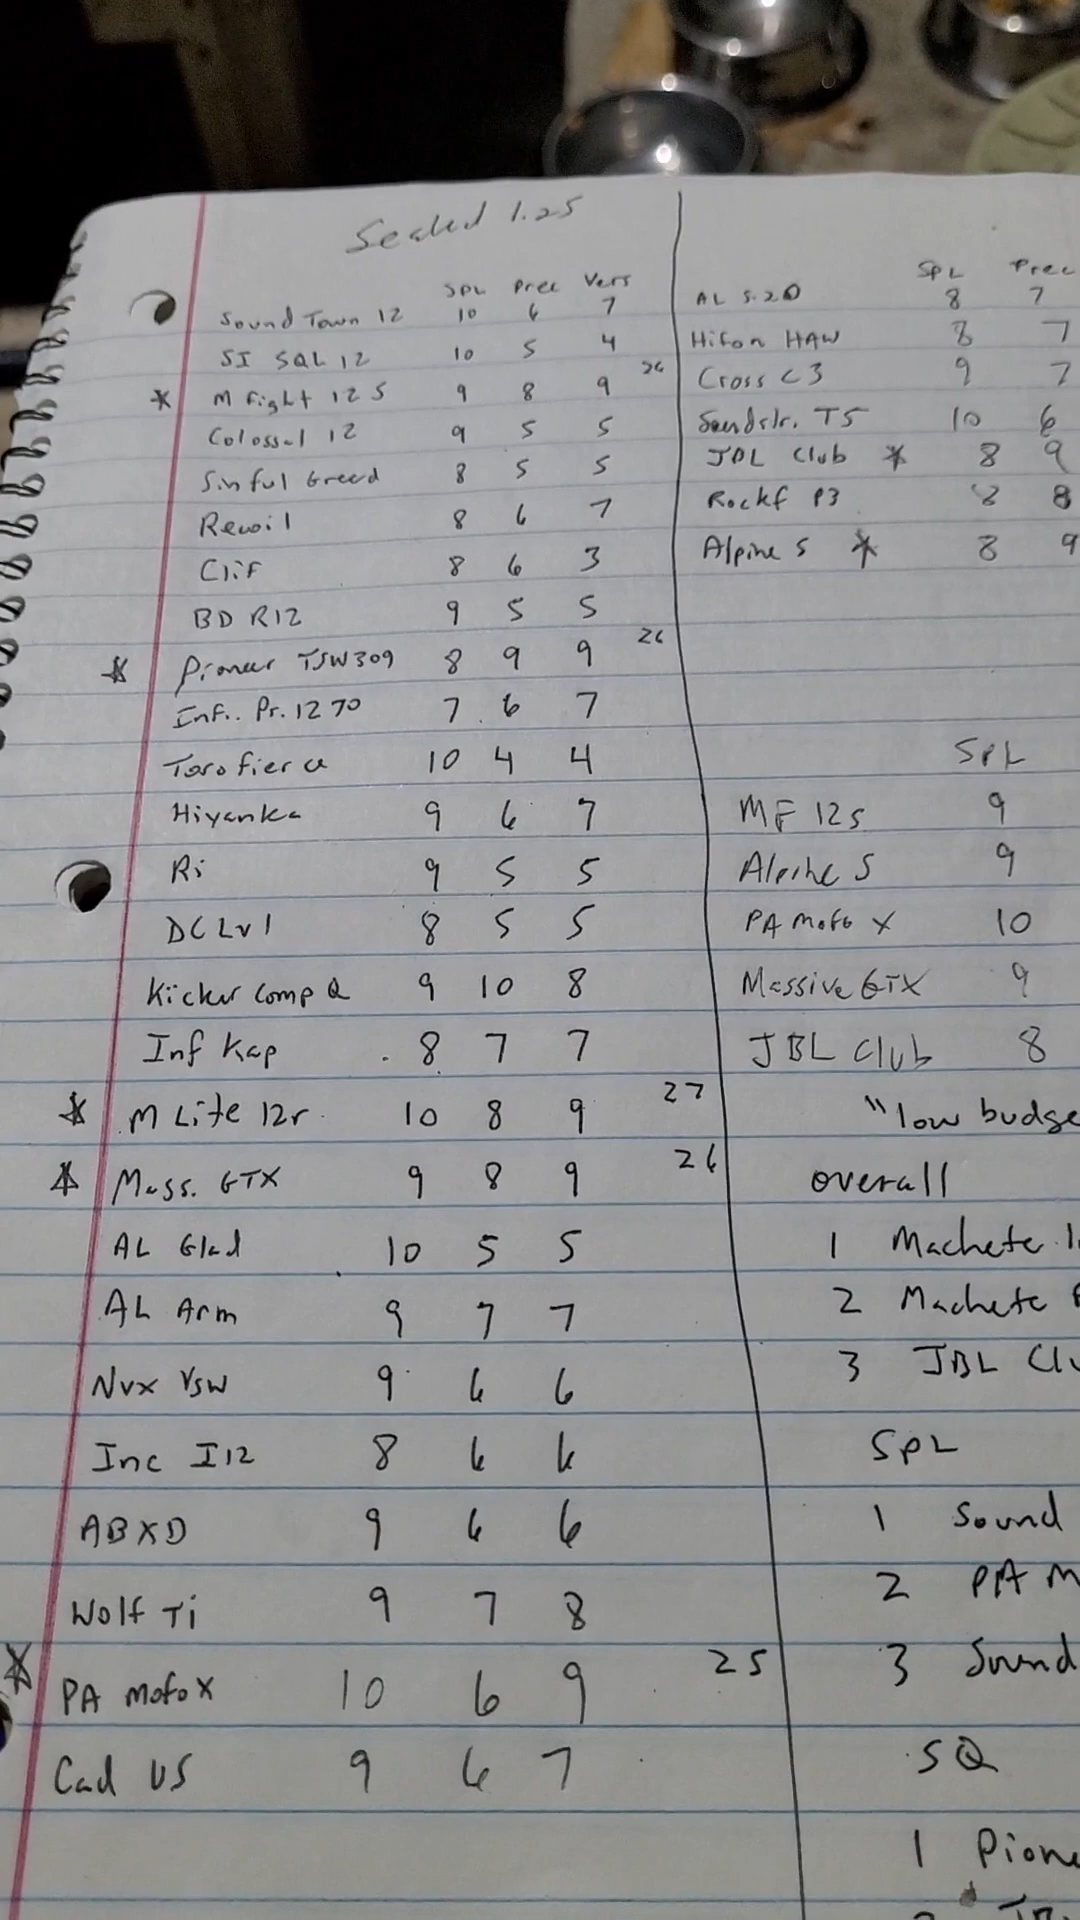 Sealed 1.25
SPL Prec Vers
Sound Town 12 10 6 7
SI SQL 12 10 5 4
* M Fight 12 S 9 8 9 26
Colossal 12 9 5 5
Sinful Greed 8 5 5
Recoil 8 6 7
Clif 8 6 3
BD R12 9 5 5
* Pioneer TSW309 8 9 9 26
Infi. Pr. 12 70 7 6 7
Toro fierce 10 4 4
Hiyanka 9 6 7
Ri 9 5 5
DC Lv 1 8 5 5
Kicker Comp Q 9 10 8
Inf Kap 8 7 7
* M Lite 12r 10 8 9 27
* Mass. GTX 9 8 9 26
AL Glad 10 5 5
AL Arm 9 7 7
Nvx VSW 9 6 6
Inc I12 8 6 6
ABXD 9 6 6
Wolf Ti 9 7 8
* PA Mofo X 10 6 9 25
Cad US 9 6 7
SPL Prec
AL S.20 8 7
Hifon HAW 8 7
Cross C3 9 7
Soundstr. T5 10 6
JBL Club * 8 9
Rockf P3 8 8
Alpine S * 8 9
SPL
MF 12s 9
Alpine S 9
PA Mofo X 10
Massive GTX 9
JBL Club 8
"low budge
overall
1 Machete
2 Machete
3 JBL Clu
SPL
1 Sound
2 PA M
3 Sound
SQ
1 Pione